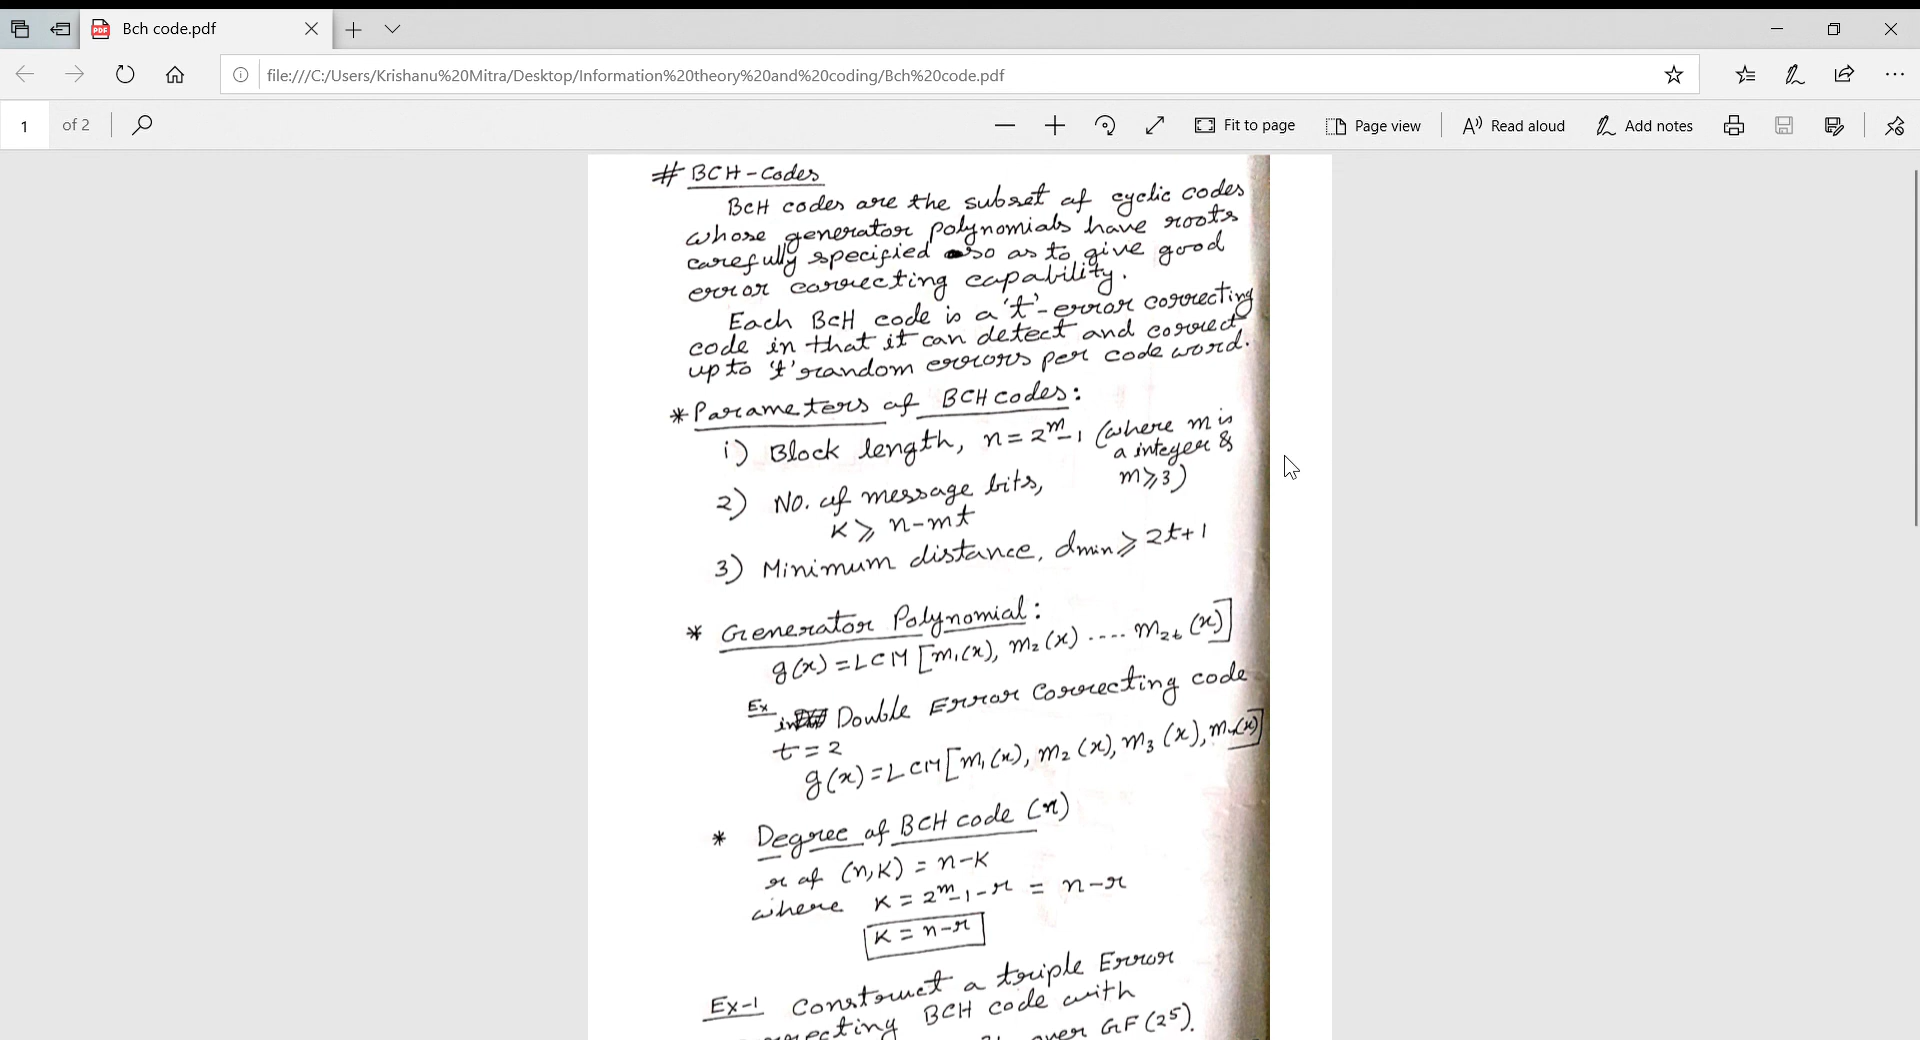 Bch code.pdf
file:///C:/Users/Krishanu%20Mitra/Desktop/Information%20theory%20and%20coding/Bch%20code.pdf
1 of 2
Fit to page
Page view
Read aloud
Add notes
# BCH-Codes
BCH codes are the subset of cyclic codes
whose generator polynomials have roots
carefully specified so as to give good
error correcting capability.
Each BCH code is a 't'-error correcting
code in that it can detect and correct
up to 't' random errors per code word.
* Parameters of BCH codes:
i) Block length, n = 2^m-1 (where m is
a integer &
m⩾3)
2) No. of message bits,
K ⩾ n-mt
3) Minimum distance, dmin ⩾ 2t+1
* Generator Polynomial:
g(x) = LCM [m₁(x), m₂(x) .... m₂t (x)]
Ex in Double Error Correcting code
t = 2
g(x) = LCM [m₁(x), m₂(x), m₃(x), m₄(x)]
* Degree of BCH code (r)
r of (n,K) = n-K
where K = 2^m-1-r = n-r
K = n-r
Ex-1 Construct a triple Error
BCH code with
over GF(2⁵).